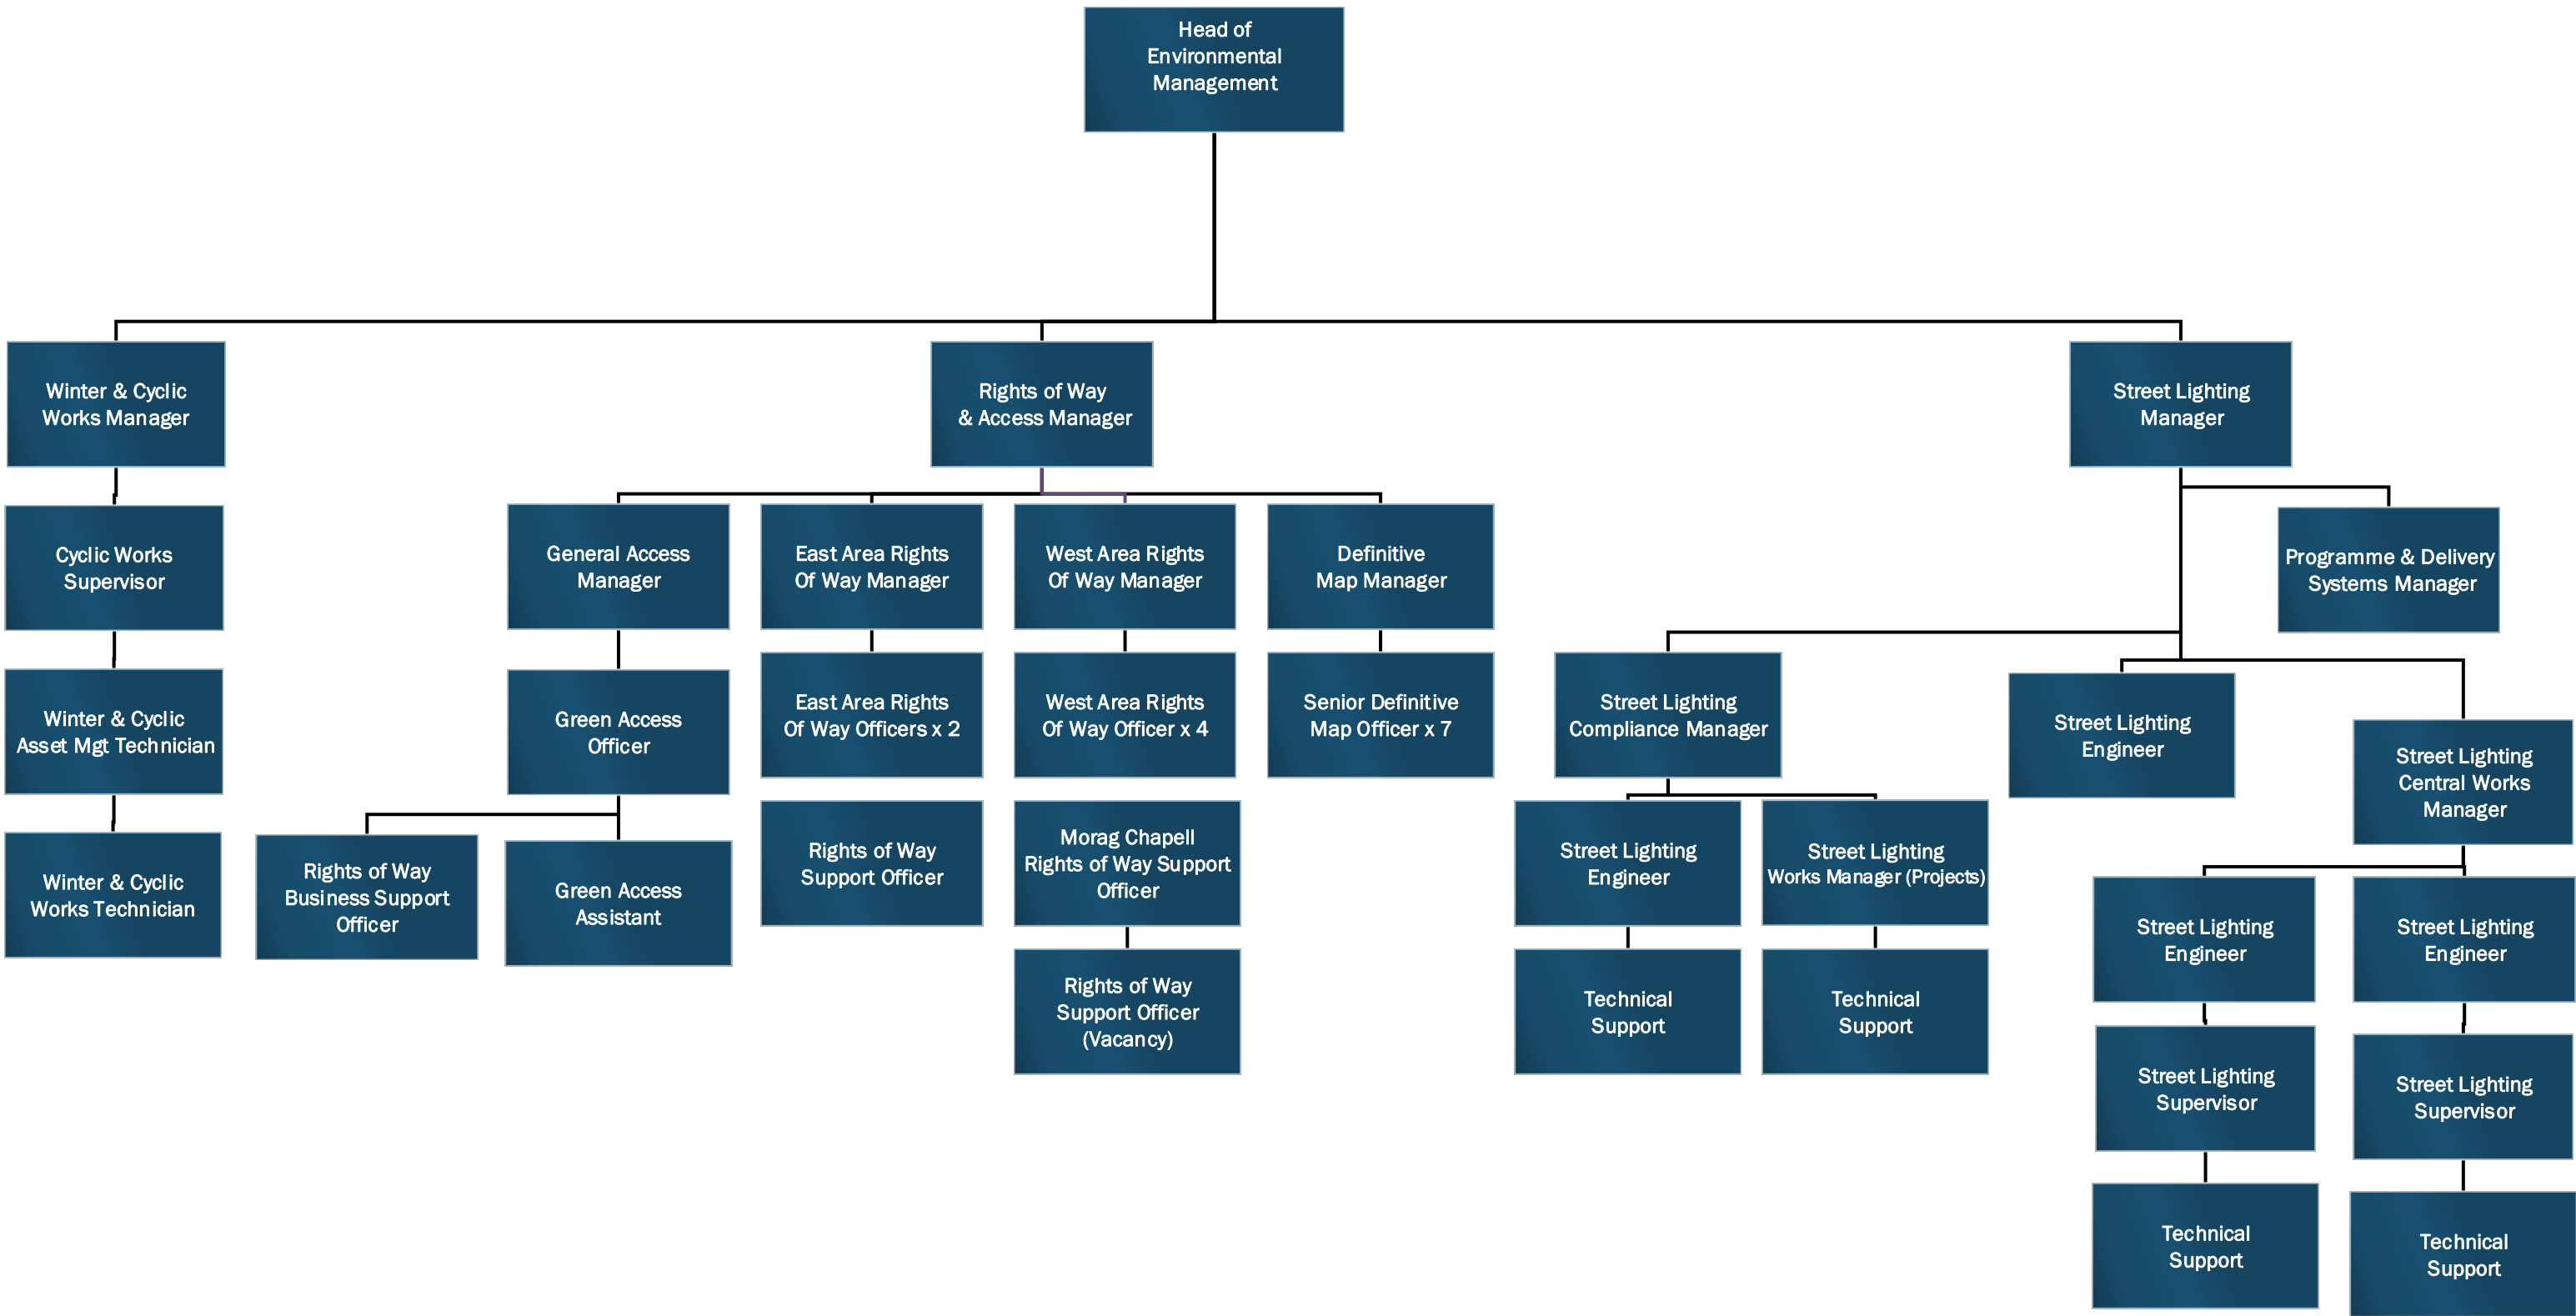 Head of
Environmental
Management
Winter & Cyclic
Works Manager
Rights of Way
& Access Manager
Street Lighting
Manager
Cyclic Works
Supervisor
General Access
Manager
East Area Rights
Of Way Manager
West Area Rights
Of Way Manager
Definitive
Map Manager
Programme & Delivery
Systems Manager
Winter & Cyclic
Asset Mgt Technician
Green Access
Officer
East Area Rights
Of Way Officers x 2
West Area Rights
Of Way Officer x 4
Senior Definitive
Map Officer x 7
Street Lighting
Compliance Manager
Street Lighting
Engineer
Street Lighting
Central Works
Manager
Winter & Cyclic
Works Technician
Rights of Way
Business Support
Officer
Green Access
Assistant
Rights of Way
Support Officer
Morag Chapell
Rights of Way Support
Officer
Street Lighting
Engineer
Street Lighting
Works Manager (Projects)
Street Lighting
Engineer
Street Lighting
Engineer
Rights of Way
Support Officer
(Vacancy)
Technical
Support
Technical
Support
Street Lighting
Supervisor
Street Lighting
Supervisor
Technical
Support
Technical
Support